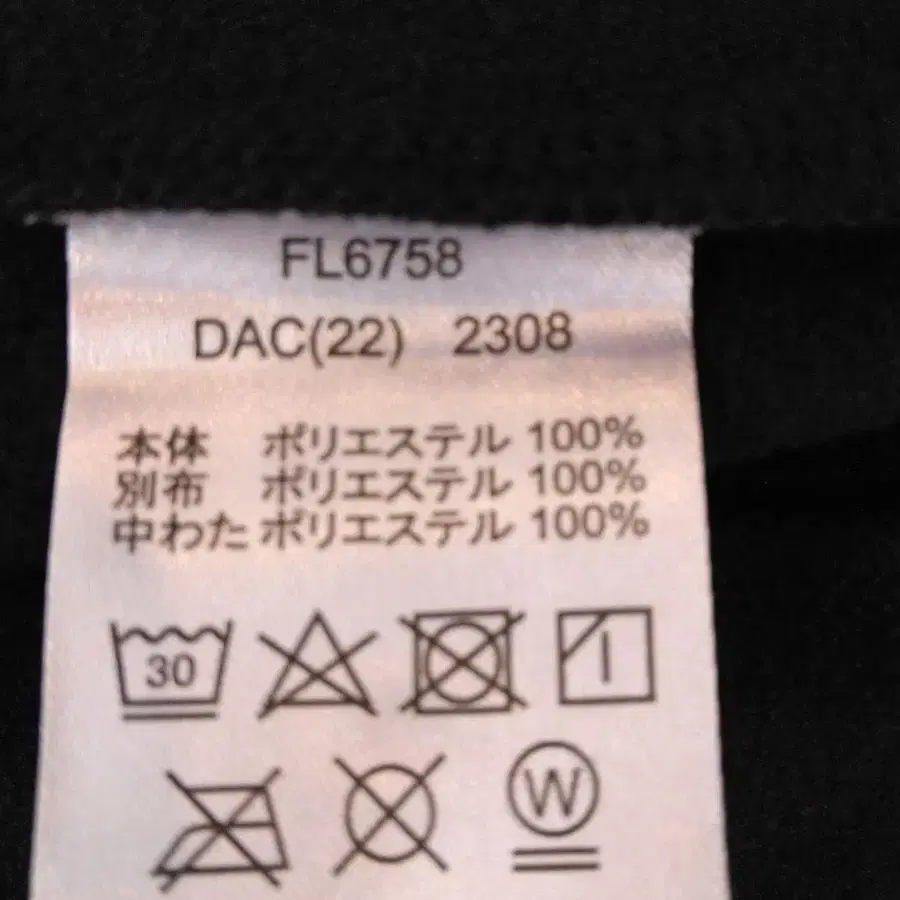 FL6758
DAC(22) 2308
本体 ポリエステル 100%
別布 ポリエステル 100%
中わた ポリエステル 100%
30
W